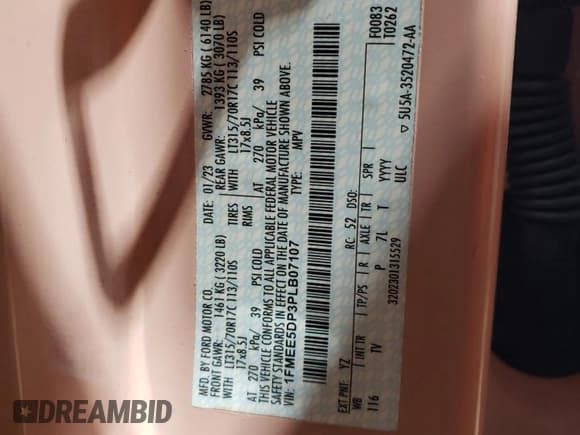 MFD. BY FORD MOTOR CO.
DATE: 01/23 GVWR: 2785 KG ( 6140 LB)
FRONT GAWR: 1461 KG ( 3220 LB) REAR GAWR: 1393 KG ( 3070 LB)
WITH LT315/70R17C 113/110S TIRES WITH LT315/70R17C 113/110S
17x8.5J RIMS 17x8.5J
AT 270 kPa/ 39 PSI COLD AT 270 kPa/ 39 PSI COLD
THIS VEHICLE CONFORMS TO ALL APPLICABLE FEDERAL MOTOR VEHICLE
SAFETY STANDARDS IN EFFECT ON THE DATE OF MANUFACTURE SHOWN ABOVE.
VIN: 1FMEE5DP3PLB07107 TYPE: MPV
F0083
T0262
EXT PNT: YZ RC: 52 DSO:
WB INT TR TP/PS R AXLE TR SPR
116 TV P 7L T YYYY
3202301315529 ULC
5U5A-3520472-AA
DREAMBID